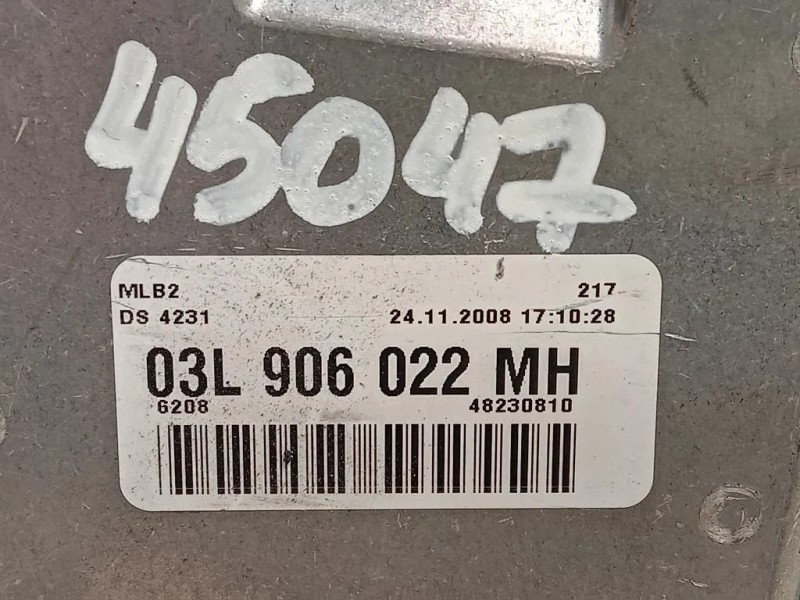 45047
MLB2 217
DS 4231 24.11.2008 17:10:28
03L 906 022 MH
6208 48230810